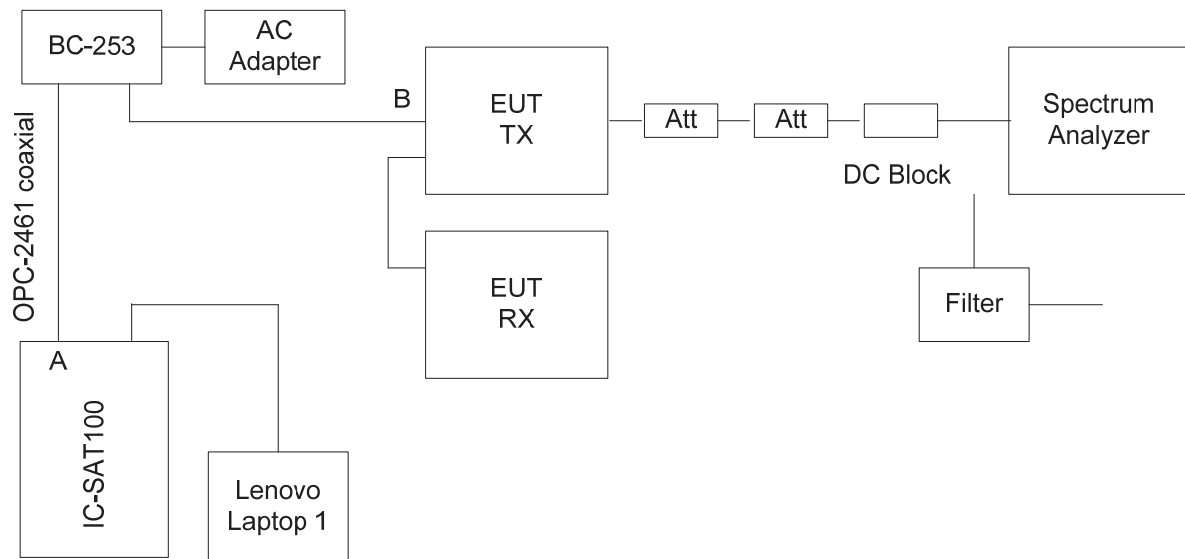 BC-253
AC
Adapter
B
EUT
TX
Att
Att
DC Block
Spectrum
Analyzer
OPC-2461 coaxial
EUT
RX
Filter
A
IC-SAT100
Lenovo
Laptop 1